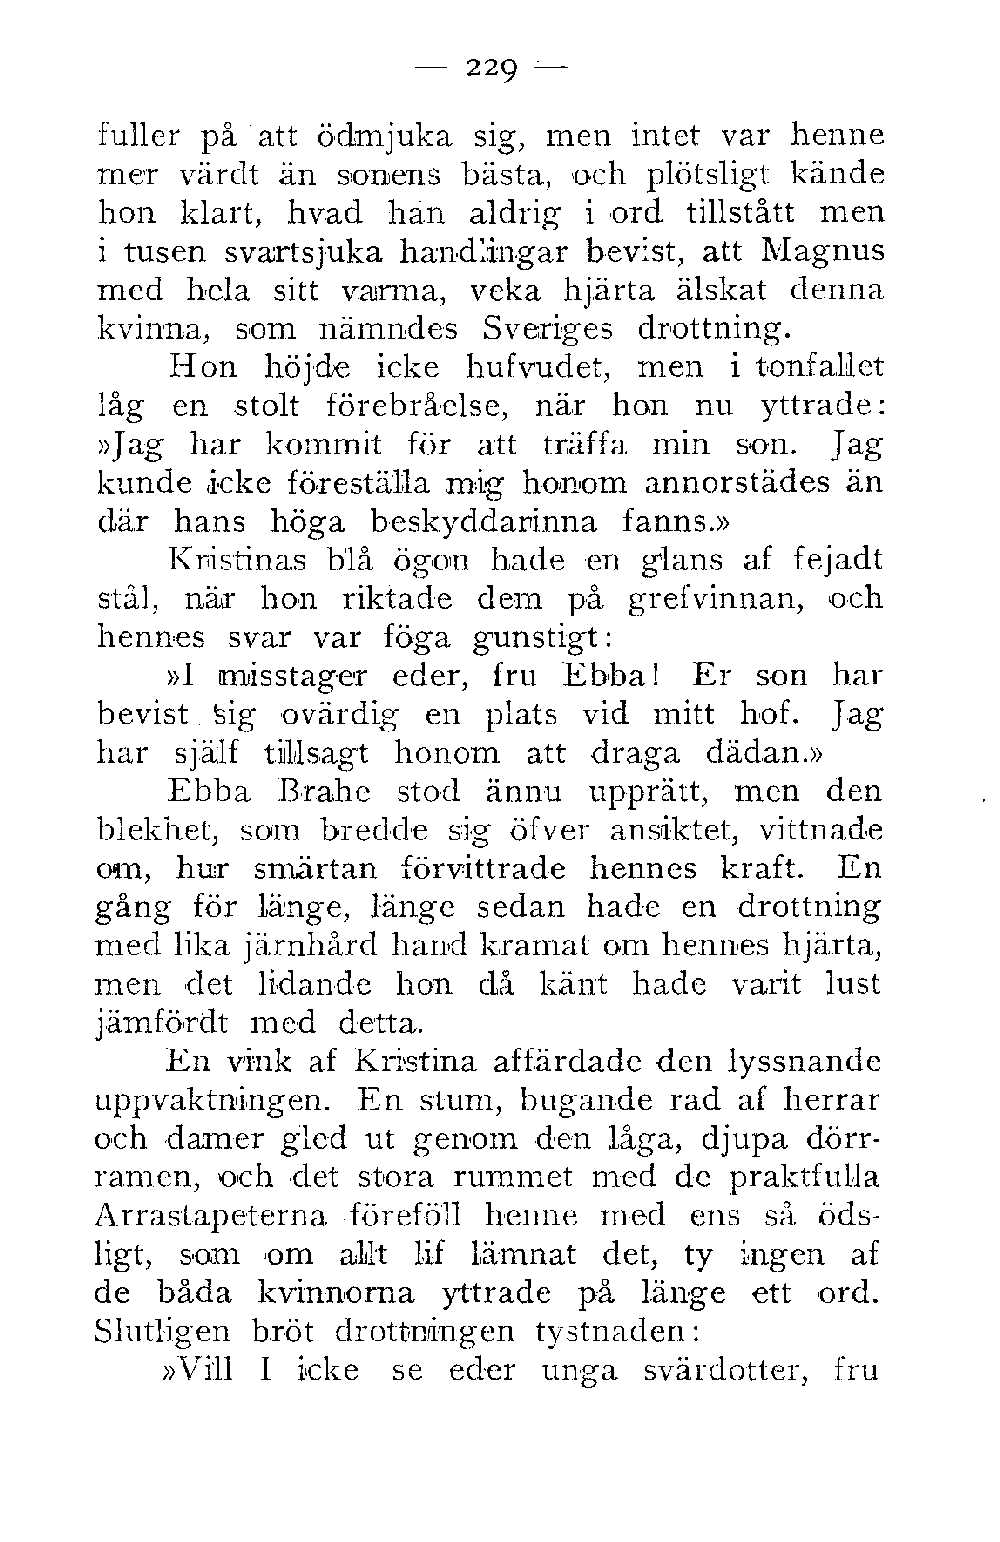 — 229 —
fuller på att ödmjuka sig, men intet var henne
mer värdt än sonens bästa, och plötsligt kände
hon klart, hvad han aldrig i ord tillstått men
i tusen svartsjuka handlingar bevist, att Magnus
med hela sitt varma, veka hjärta älskat denna
kvinna, som nämndes Sveriges drottning.
Hon höjde icke hufvudet, men i tonfallet
låg en stolt förebråelse, när hon nu yttrade:
»Jag har kommit för att träffa min son. Jag
kunde icke föreställa mig honom annorstädes än
där hans höga beskyddarinna fanns.»
Kristinas blå ögon hade en glans af fejadt
stål, när hon riktade dem på grefvinnan, och
hennes svar var föga gunstigt:
»I misstager eder, fru Ebba! Er son har
bevist sig ovärdig en plats vid mitt hof. Jag
har själf tillsagt honom att draga dädan.»
Ebba Brahe stod ännu upprätt, men den
blekhet, som bredde sig öfver ansiktet, vittnade
om, hur smärtan förvittrade hennes kraft. En
gång för länge, länge sedan hade en drottning
med lika järnhård hand kramat om hennes hjärta,
men det lidande hon då känt hade varit lust
jämfördt med detta.
En vink af Kristina affärdade den lyssnande
uppvaktningen. En stum, bugande rad af herrar
och damer gled ut genom den låga, djupa dörr-
ramen, och det stora rummet med de praktfulla
Arrastapeterna föreföll henne med ens så öds-
ligt, som om allt lif lämnat det, ty ingen af
de båda kvinnorna yttrade på länge ett ord.
Slutligen bröt drottningen tystnaden:
»Vill I icke se eder unga svärdotter, fru